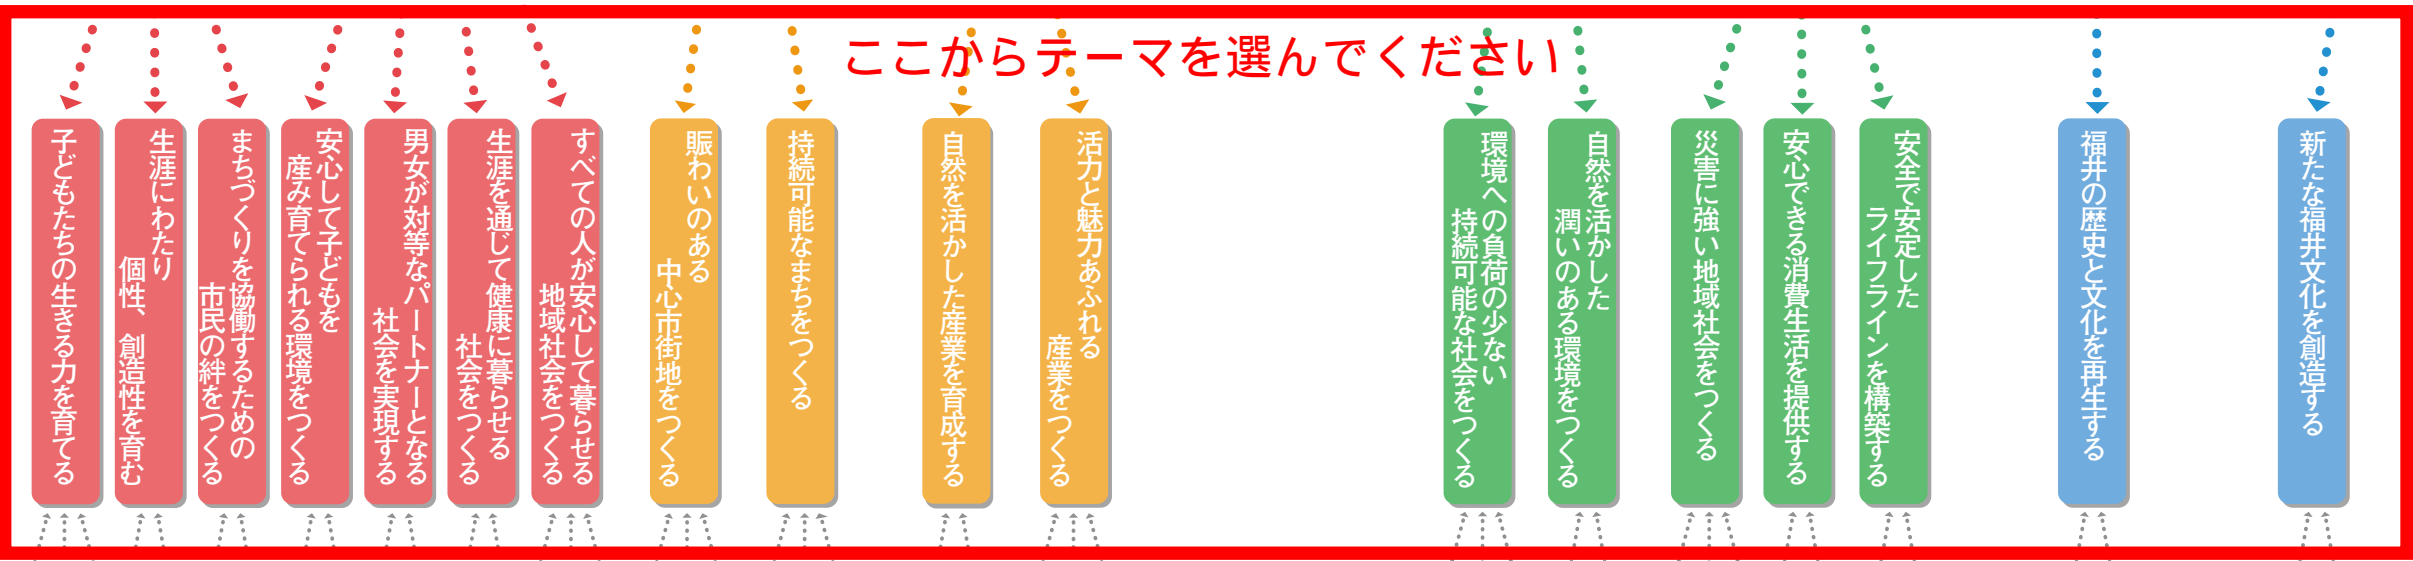 ここからテーマを選んでください
子どもたちの生きる力を育てる
生涯にわたり
個性、創造性を育む
まちづくりを協働するための
市民の絆をつくる
安心して子どもを
産み育てられる環境をつくる
男女が対等なパートナーとなる
社会を実現する
生涯を通じて健康に暮らせる
社会をつくる
すべての人が安心して暮らせる
地域社会をつくる
賑わいのある
中心市街地をつくる
持続可能なまちをつくる
自然を活かした産業を育成する
活力と魅力あふれる
産業をつくる
環境への負荷の少ない
持続可能な社会をつくる
自然を活かした
潤いのある環境をつくる
災害に強い地域社会をつくる
安心できる消費生活を提供する
安全で安定した
ライフラインを構築する
福井の歴史と文化を再生する
新たな福井文化を創造する